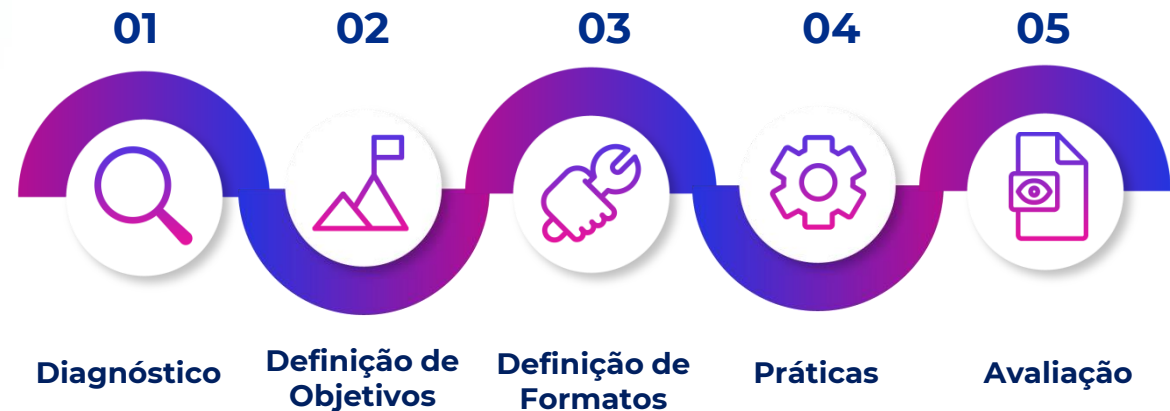 01
02
03
04
05
Diagnóstico
Definição de
Objetivos
Definição de
Formatos
Práticas
Avaliação